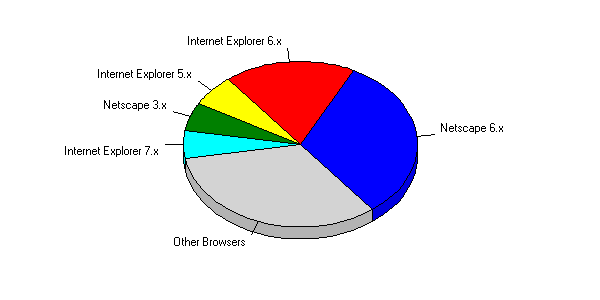 Internet Explorer 6.x
Internet Explorer 5.x
Netscape 3.x
Netscape 6.x
Internet Explorer 7.x
Other Browsers